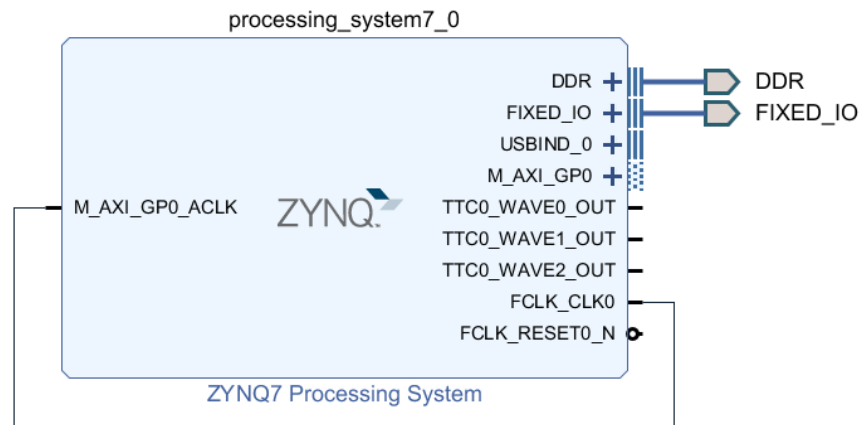 processing_system7_0
DDR
FIXED_IO
USBIND_0
M_AXI_GP0
TTC0_WAVE0_OUT
TTC0_WAVE1_OUT
TTC0_WAVE2_OUT
FCLK_CLK0
FCLK_RESET0_N
M_AXI_GP0_ACLK
ZYNQ
ZYNQ7 Processing System
DDR
FIXED_IO